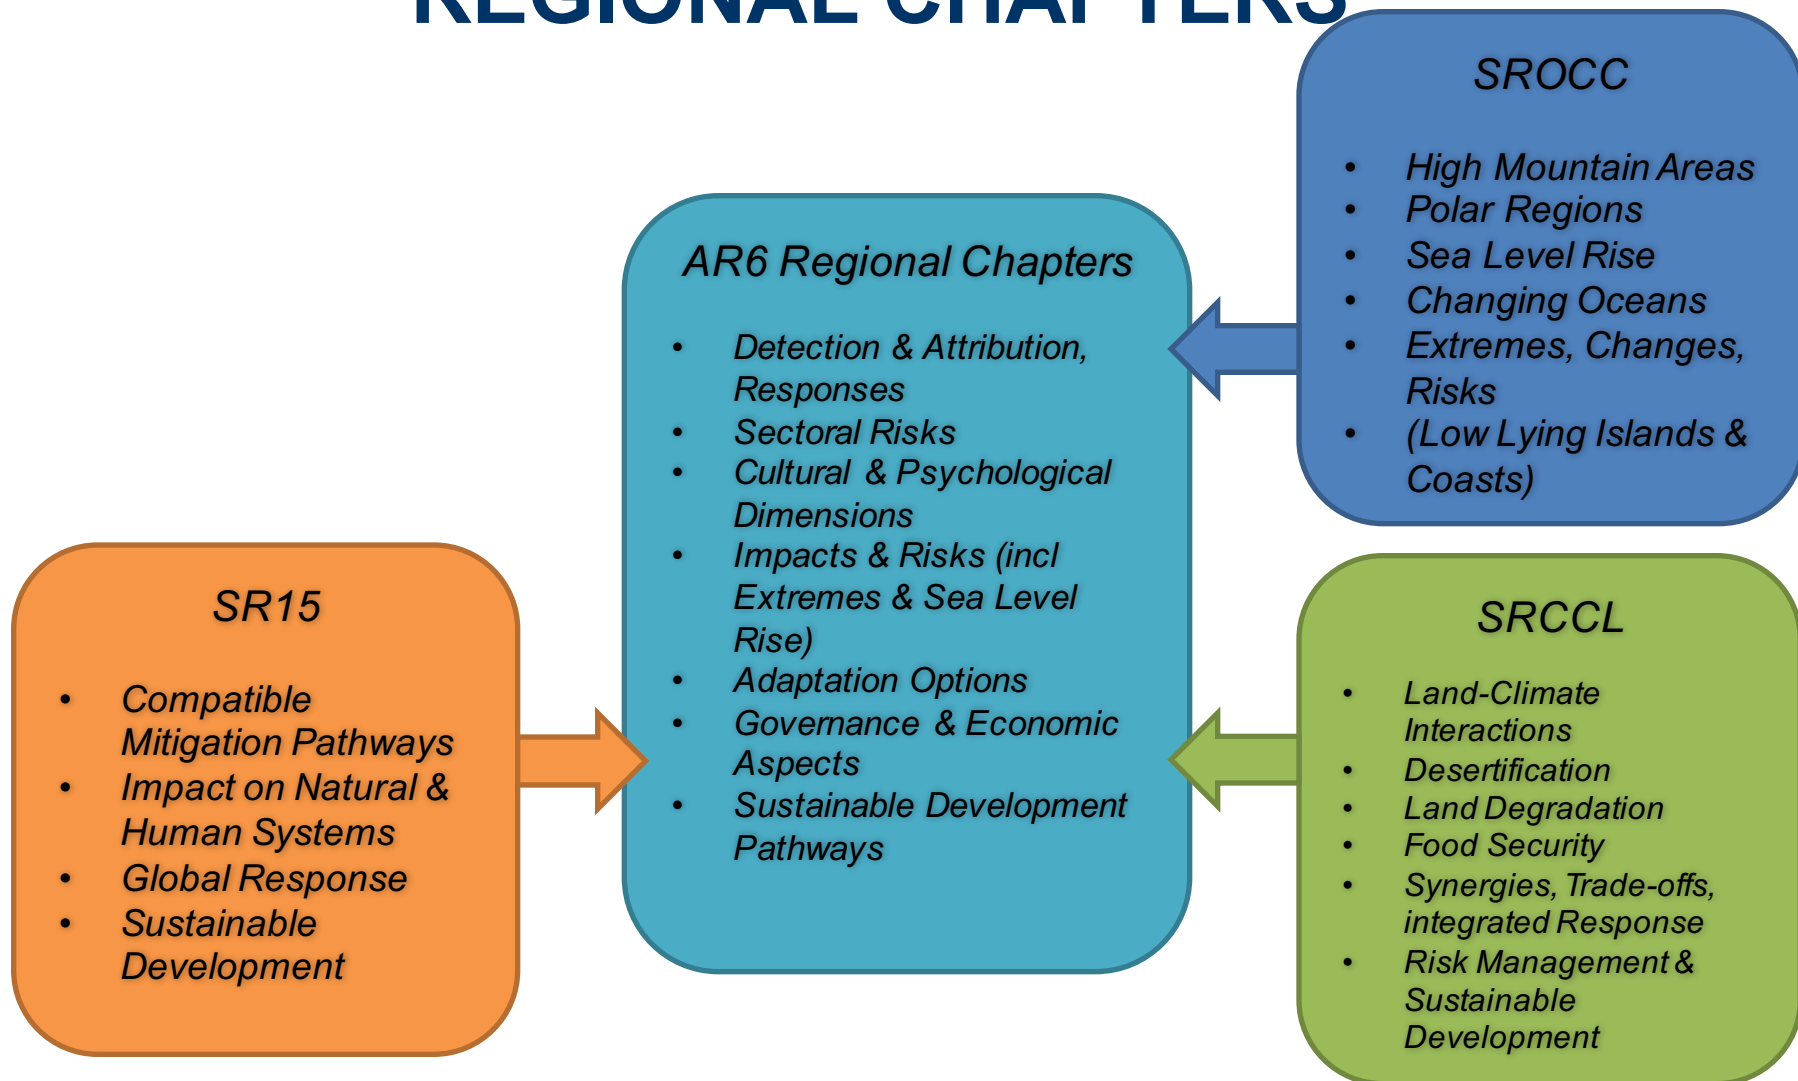 REGIONAL CHAPTERS
SROCC
• High Mountain Areas
• Polar Regions
• Sea Level Rise
• Changing Oceans
• Extremes, Changes,
Risks
• (Low Lying Islands &
Coasts)
AR6 Regional Chapters
• Detection & Attribution,
Responses
• Sectoral Risks
• Cultural & Psychological
Dimensions
• Impacts & Risks (incl
Extremes & Sea Level
Rise)
• Adaptation Options
• Governance & Economic
Aspects
• Sustainable Development
Pathways
SR15
• Compatible
Mitigation Pathways
• Impact on Natural &
Human Systems
• Global Response
• Sustainable
Development
SRCCL
• Land-Climate
Interactions
• Desertification
• Land Degradation
• Food Security
• Synergies, Trade-offs,
integrated Response
• Risk Management &
Sustainable
Development